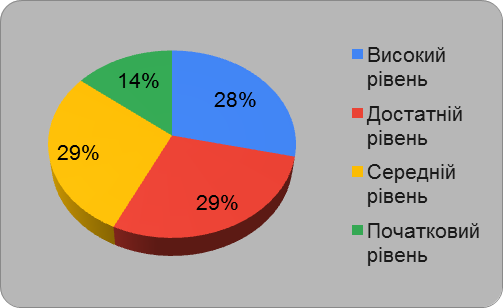 14%
28%
29%
29%
Високий
рівень
Достатній
рівень
Середній
рівень
Початковий
рівень